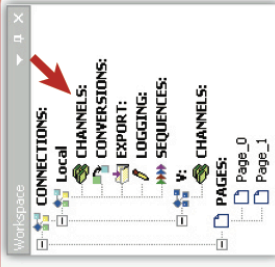 Workspace
CONNECTIONS:
Local
CHANNELS:
CONVERSIONS:
EXPORT:
LOGGING:
SEQUENCES:
V:
CHANNELS:
PAGES:
Page_0
Page_1